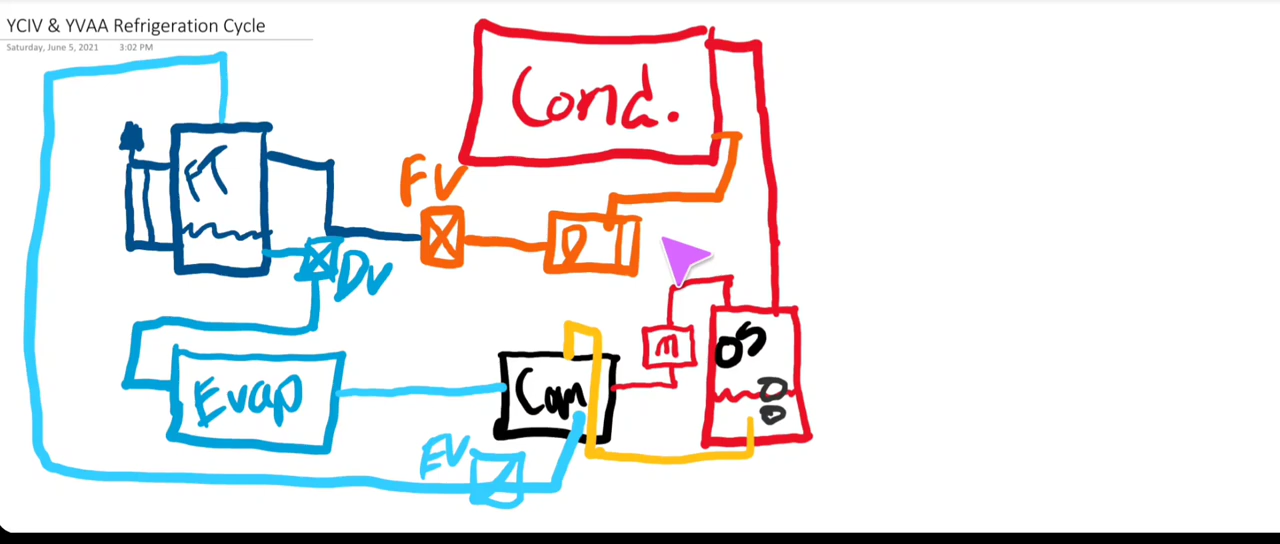 YCIV & YVAA Refrigeration Cycle
Saturday, June 5, 2021 3:02 PM
Cond.
FT
FV
D
DV
m
OS
Evap
Com
EV